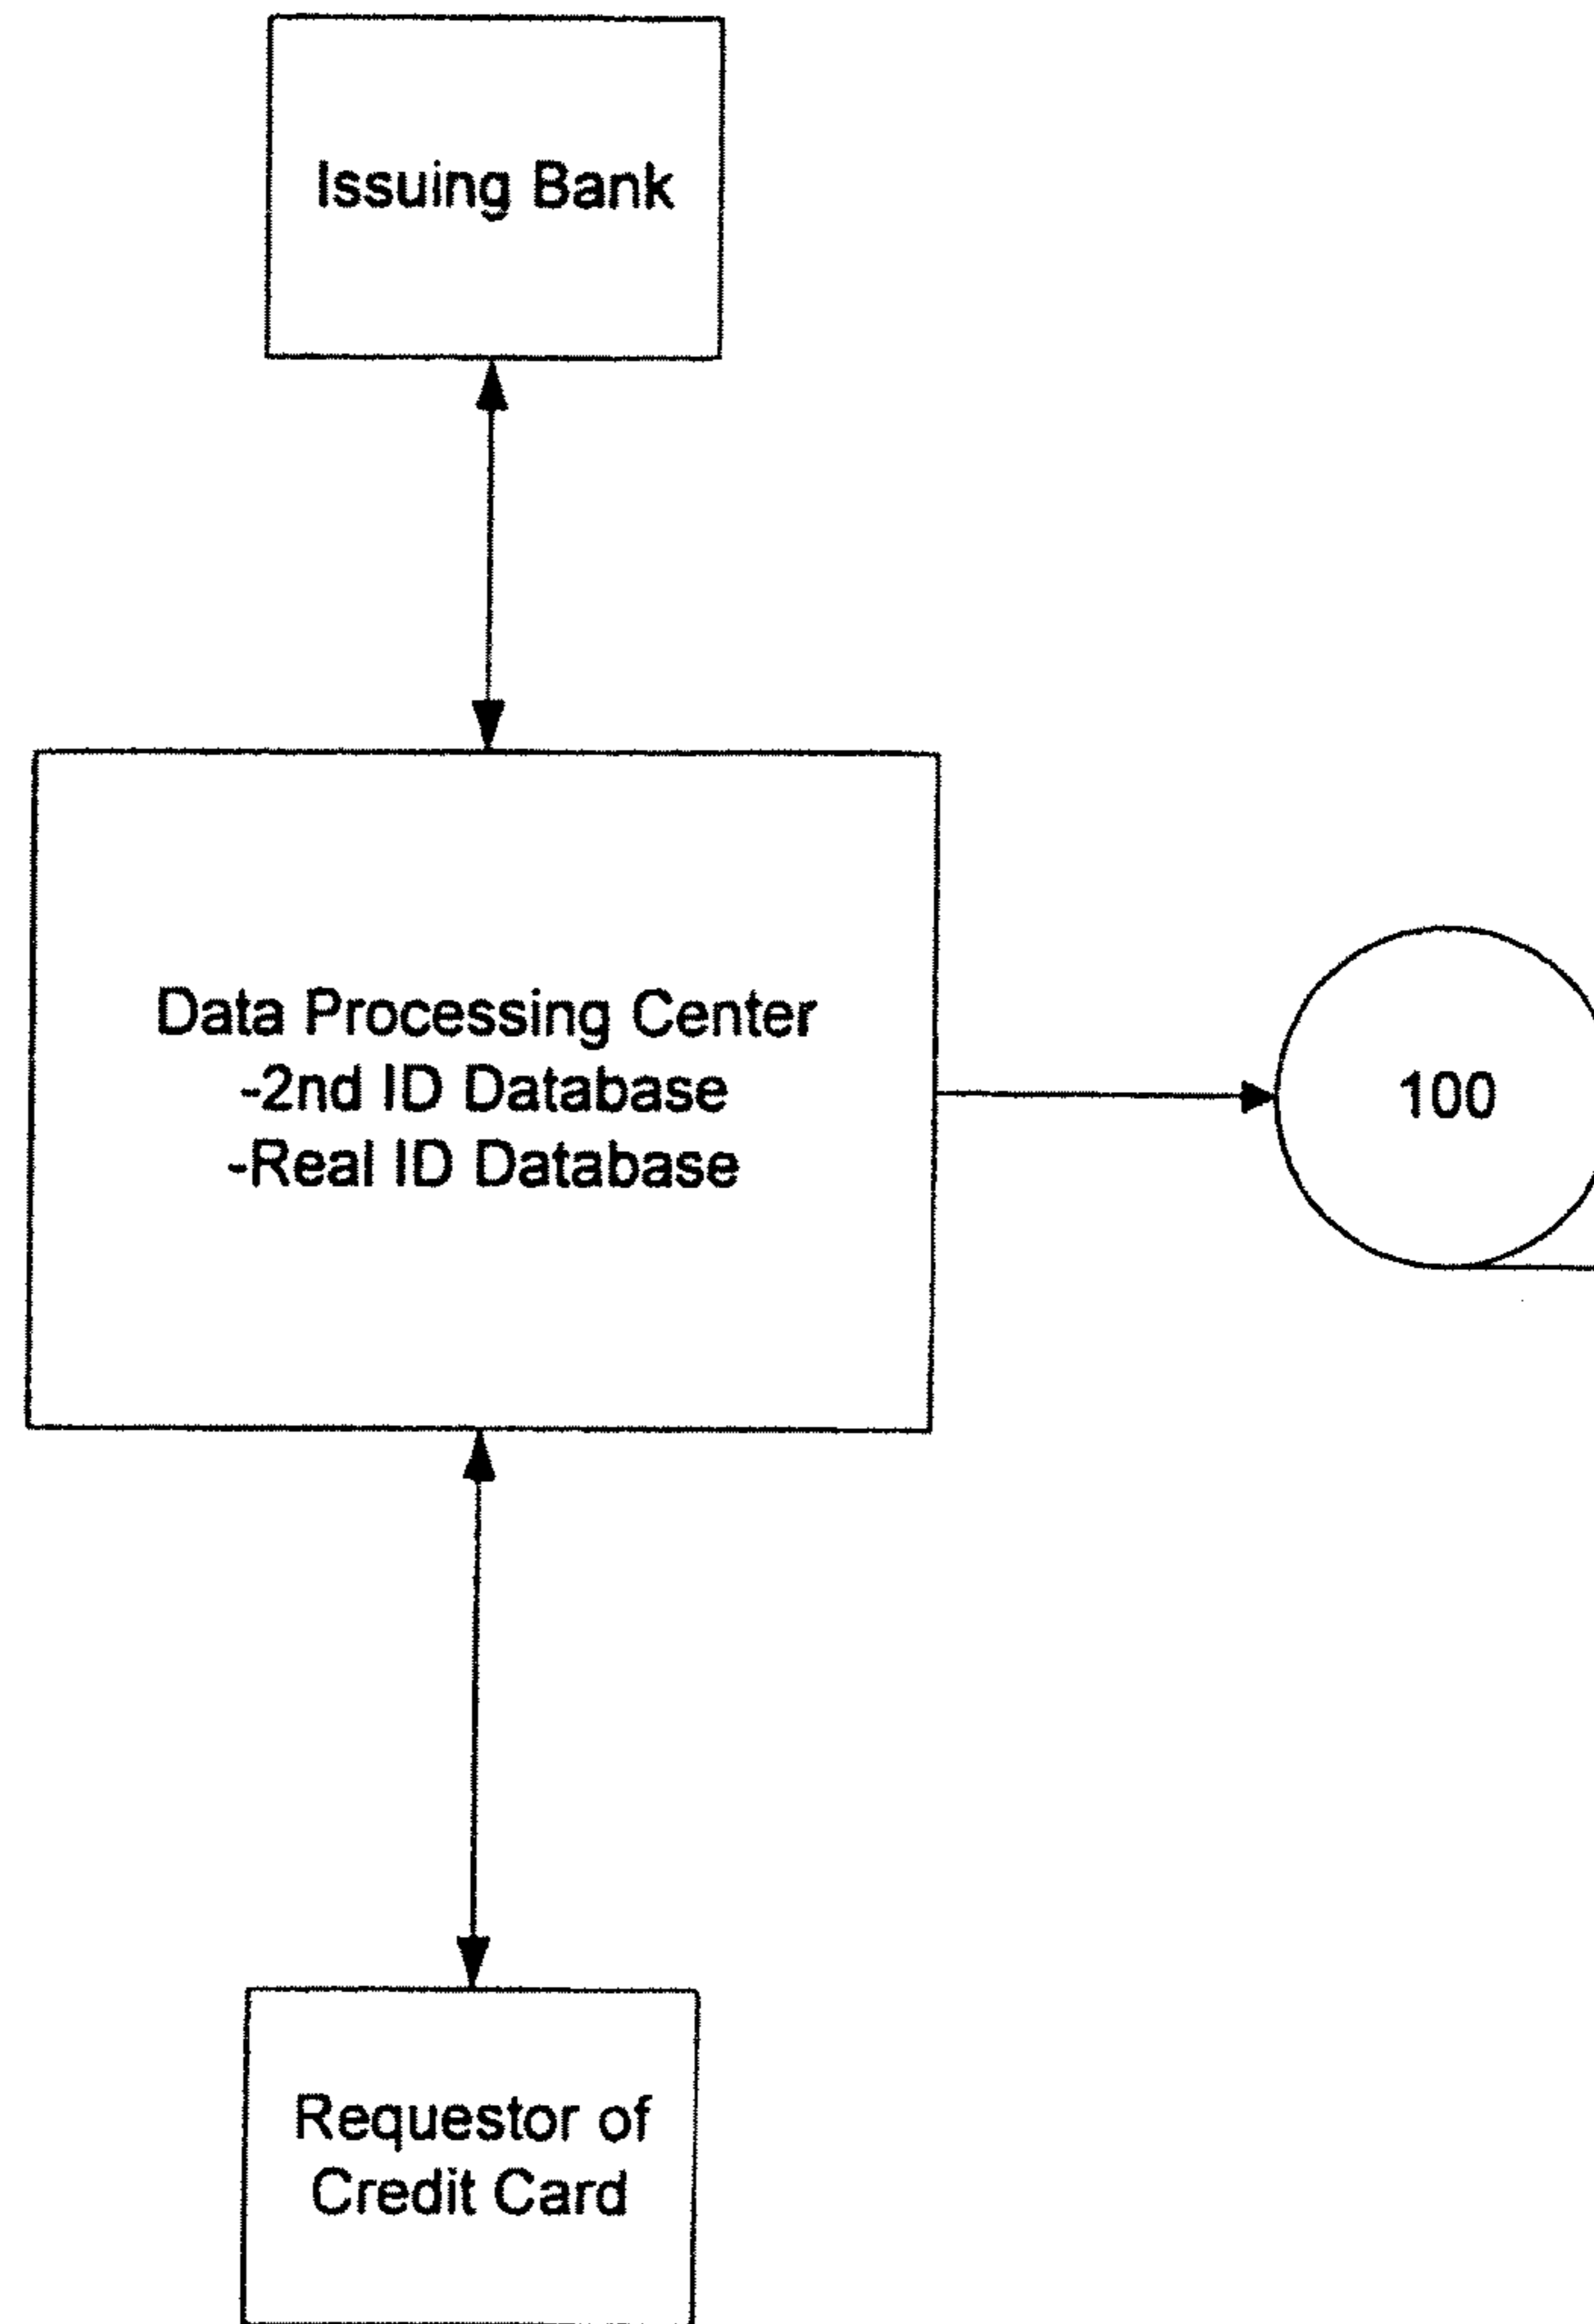 Issuing Bank
Data Processing Center
-2nd ID Database
-Real ID Database
100
Requestor of
Credit Card